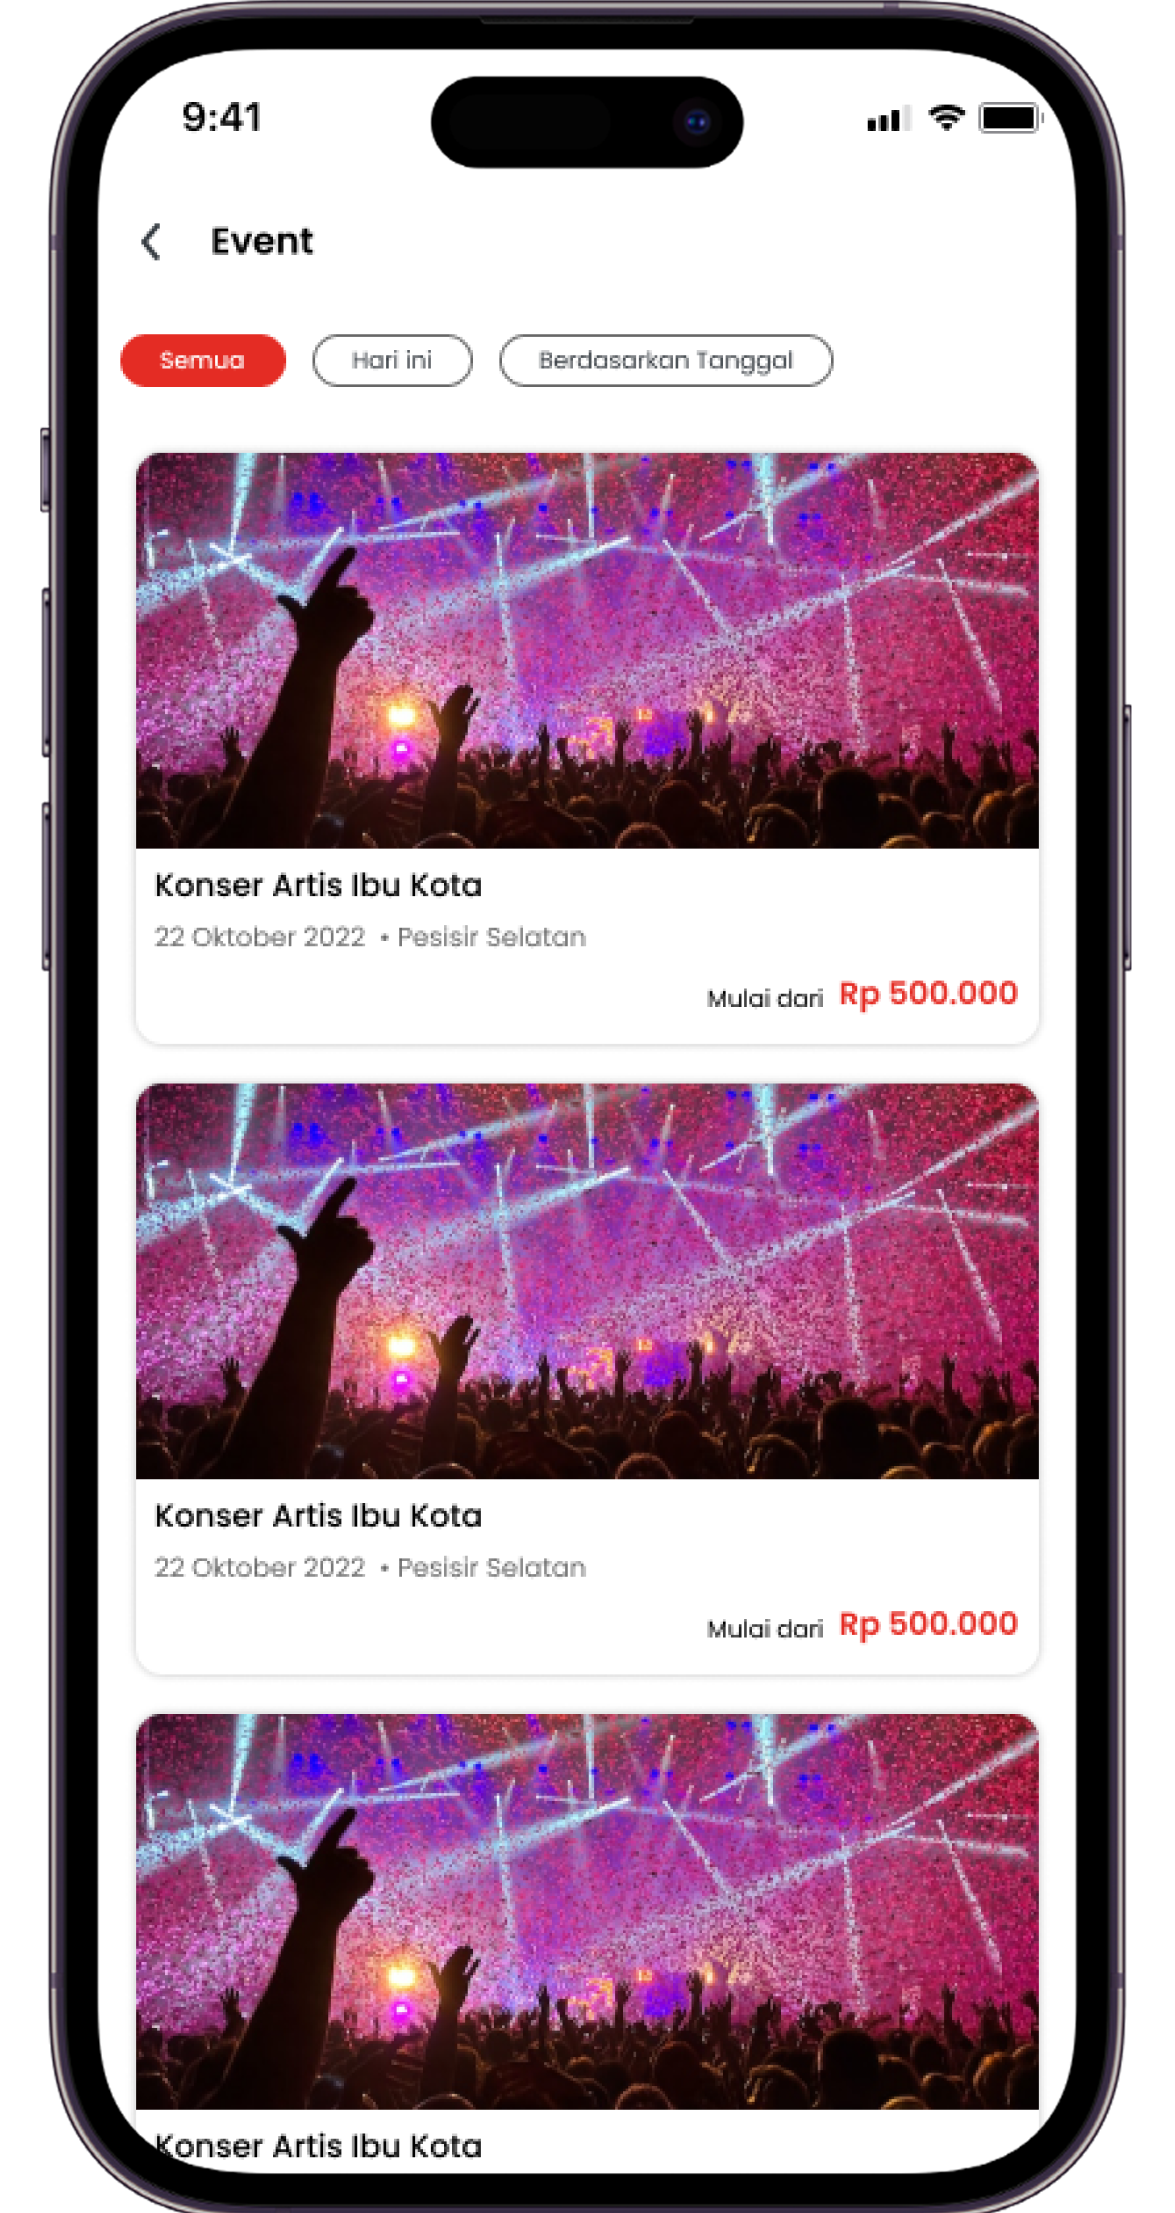 9:41
Event
Semua Hari ini Berdasarkan Tanggal
Konser Artis Ibu Kota
22 Oktober 2022 • Pesisir Selatan
Mulai dari Rp 500.000
Konser Artis Ibu Kota
22 Oktober 2022 • Pesisir Selatan
Mulai dari Rp 500.000
Konser Artis Ibu Kota